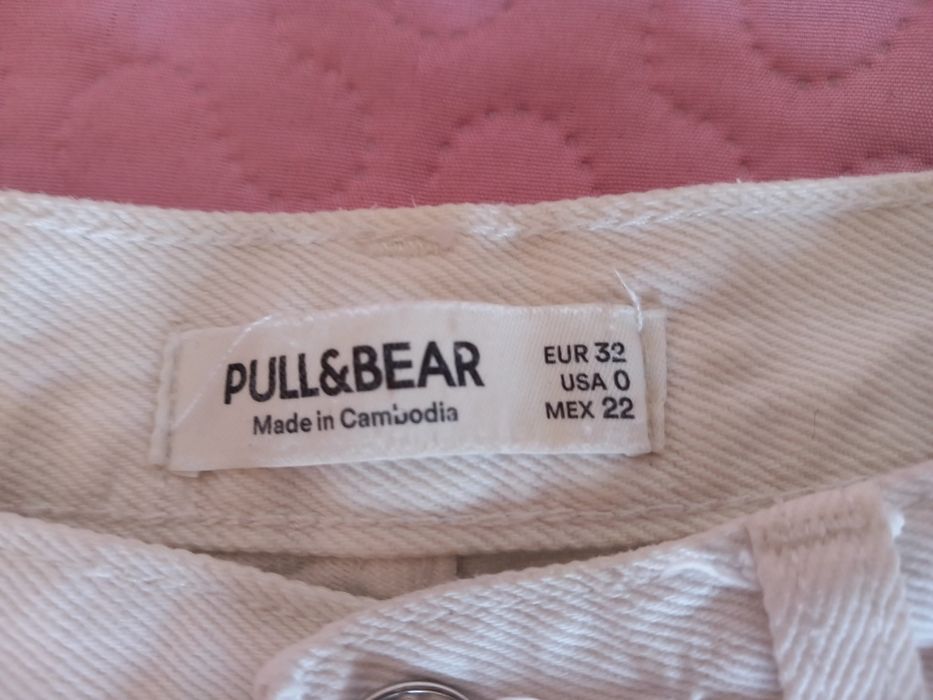 PULL&BEAR
Made in Cambodia
EUR 32
USA 0
MEX 22